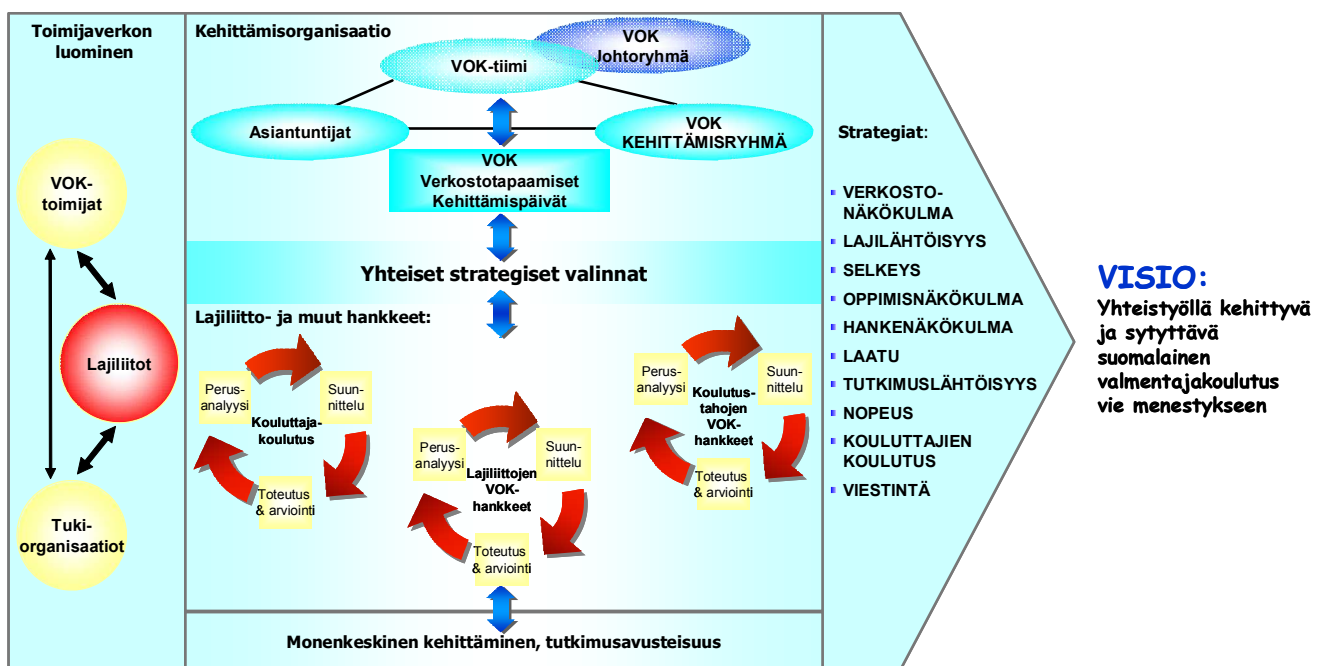 Toimijaverkon
luominen
VOK-
toimijat
Lajiliitot
Tuki-
organisaatiot
Kehittämisorganisaatio
VOK
Johtoryhmä
VOK-tiimi
Asiantuntijat
VOK
KEHITTÄMISRYHMÄ
VOK
Verkostotapaamiset
Kehittämispäivät
Yhteiset strategiset valinnat
Lajiliitto- ja muut hankkeet:
Perus-
analyysi
Suun-
nittelu
Kouluttaja-
koulutus
Toteutus
& arviointi
Perus-
analyysi
Suun-
nittelu
Lajiliittojen
VOK-
hankkeet
Toteutus
& arviointi
Perus-
analyysi
Suun-
nittelu
Koulutus-
tahojen
VOK-
hankkeet
Toteutus
& arviointi
Monenkeskinen kehittäminen, tutkimusavusteisuus
Strategiat:
VERKOSTO-
NÄKÖKULMA
LAJILÄHTÖISYYS
SELKEYS
OPPIMISNÄKÖKULMA
HANKENÄKÖKULMA
LAATU
TUTKIMUSLÄHTÖISYYS
NOPEUS
KOULUTTAJIEN
KOULUTUS
VIESTINTÄ
VISIO:
Yhteistyöllä kehittyvä
ja sytyttävä
suomalainen
valmentajakoulutus
vie menestykseen